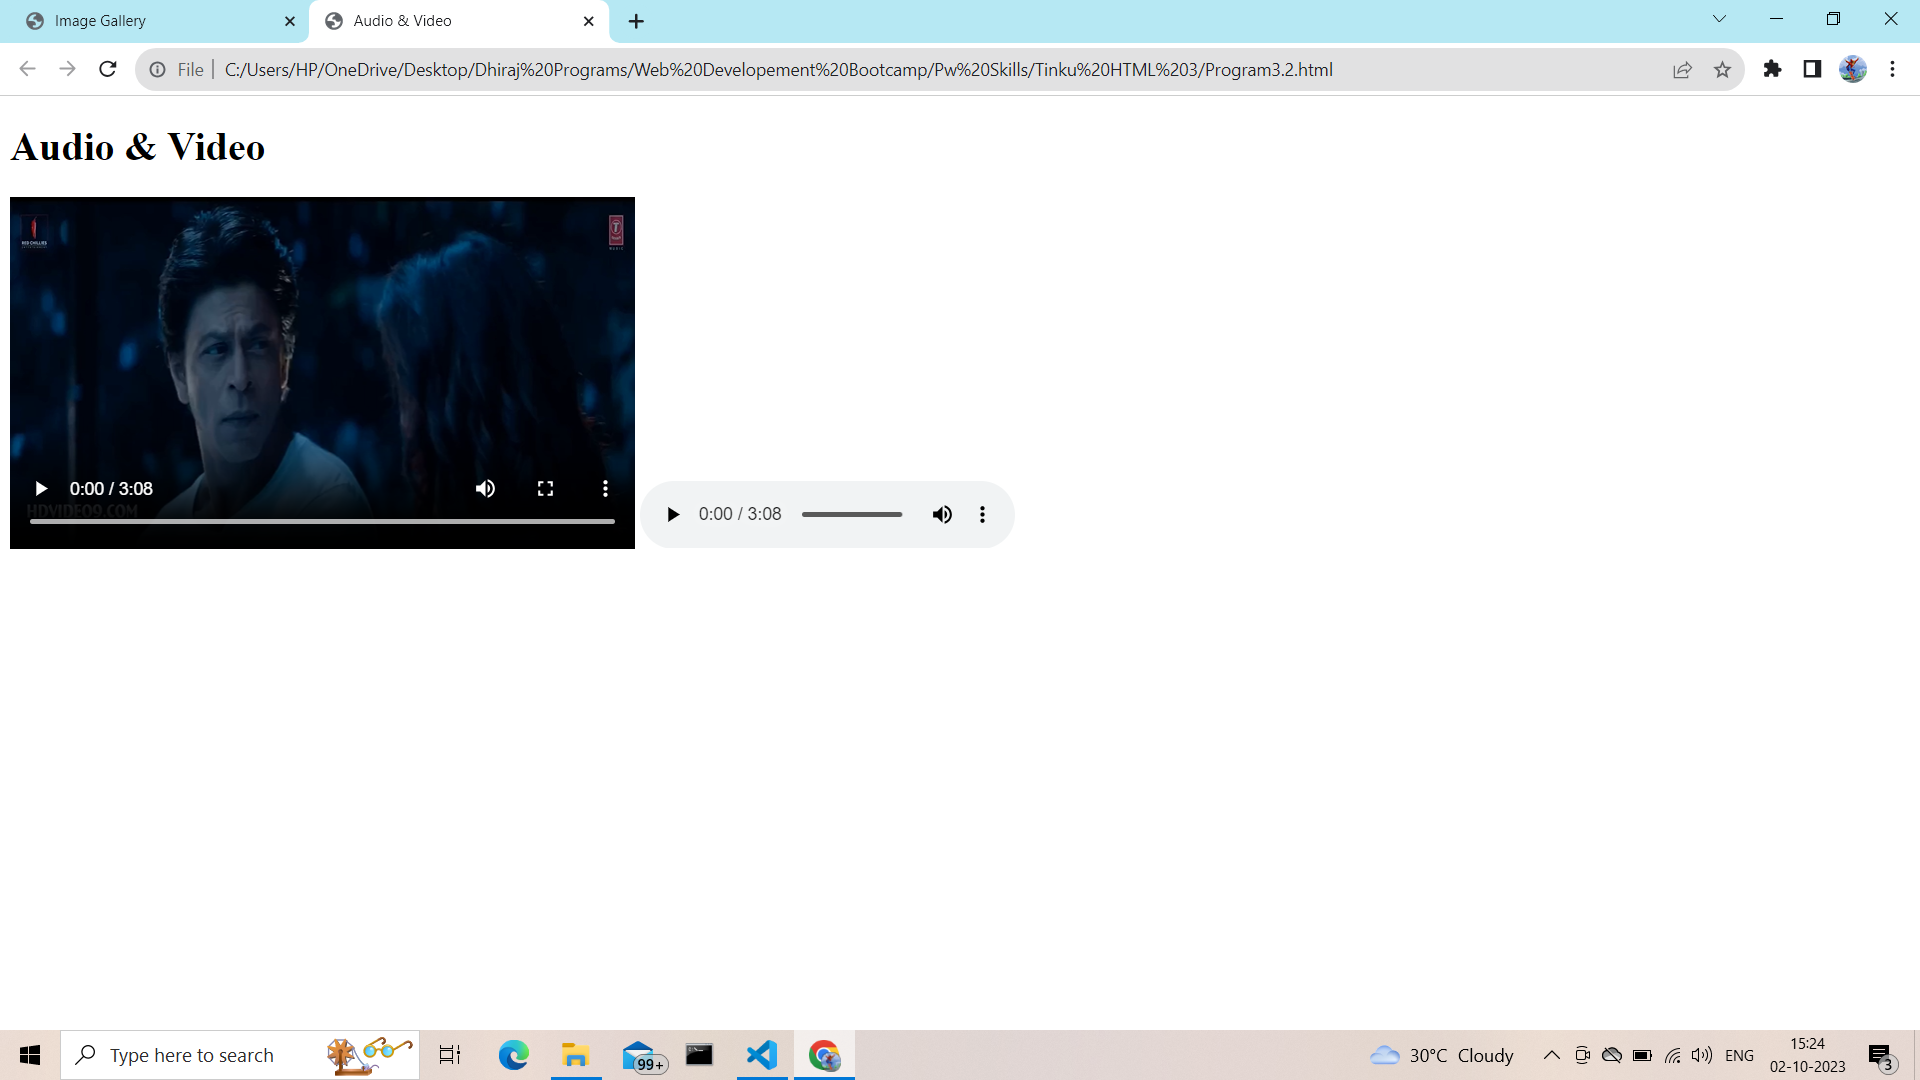 Image Gallery
Audio & Video
File
C:/Users/HP/OneDrive/Desktop/Dhiraj%20Programs/Web%20Developement%20Bootcamp/Pw%20Skills/Tinku%20HTML%203/Program3.2.html
Audio & Video
RED CHILLIES
T
0:00 / 3:08
HDVIDEO9.COM
0:00 / 3:08
Type here to search
99+
30°C Cloudy
ENG
15:24
02-10-2023
3